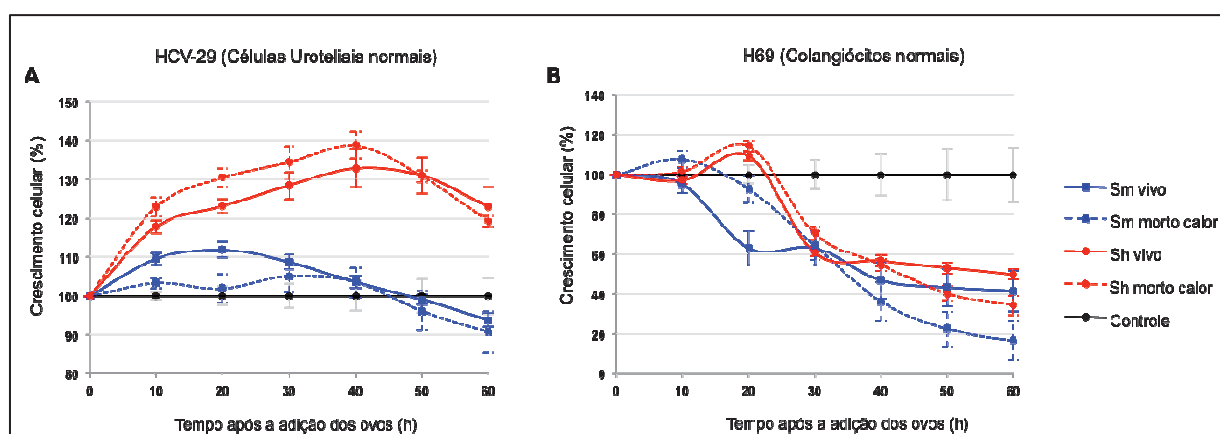 HCV-29 (Células Uroteliais normais)
A
150
140
130
120
110
100
90
80
Crescimento celular (%)
0 10 20 30 40 50 60
Tempo após a adição dos ovos (h)
H69 (Colangiócitos normais)
B
140
120
100
80
60
40
20
0
Crescimento celular (%)
0 10 20 30 40 50 60
Tempo após a adição dos ovos (h)
Sm vivo
Sm morto calor
Sh vivo
Sh morto calor
Controle